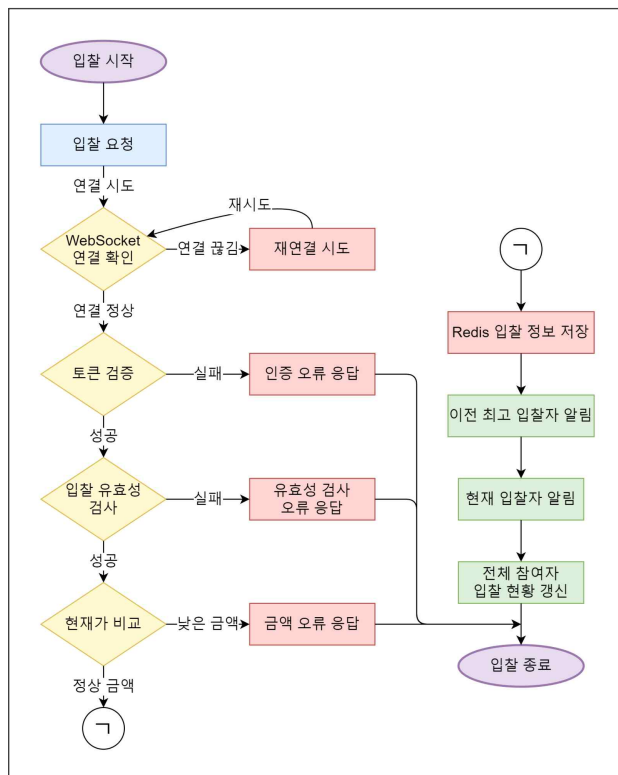 입찰 시작
입찰 요청
연결 시도
WebSocket
연결 확인
연결 끊김
재시도
재연결 시도
연결 정상
토큰 검증
실패
인증 오류 응답
성공
입찰 유효성
검사
실패
유효성 검사
오류 응답
성공
현재가 비교
낮은 금액
금액 오류 응답
정상 금액
ㄱ
ㄱ
Redis 입찰 정보 저장
이전 최고 입찰자 알림
현재 입찰자 알림
전체 참여자
입찰 현황 갱신
입찰 종료